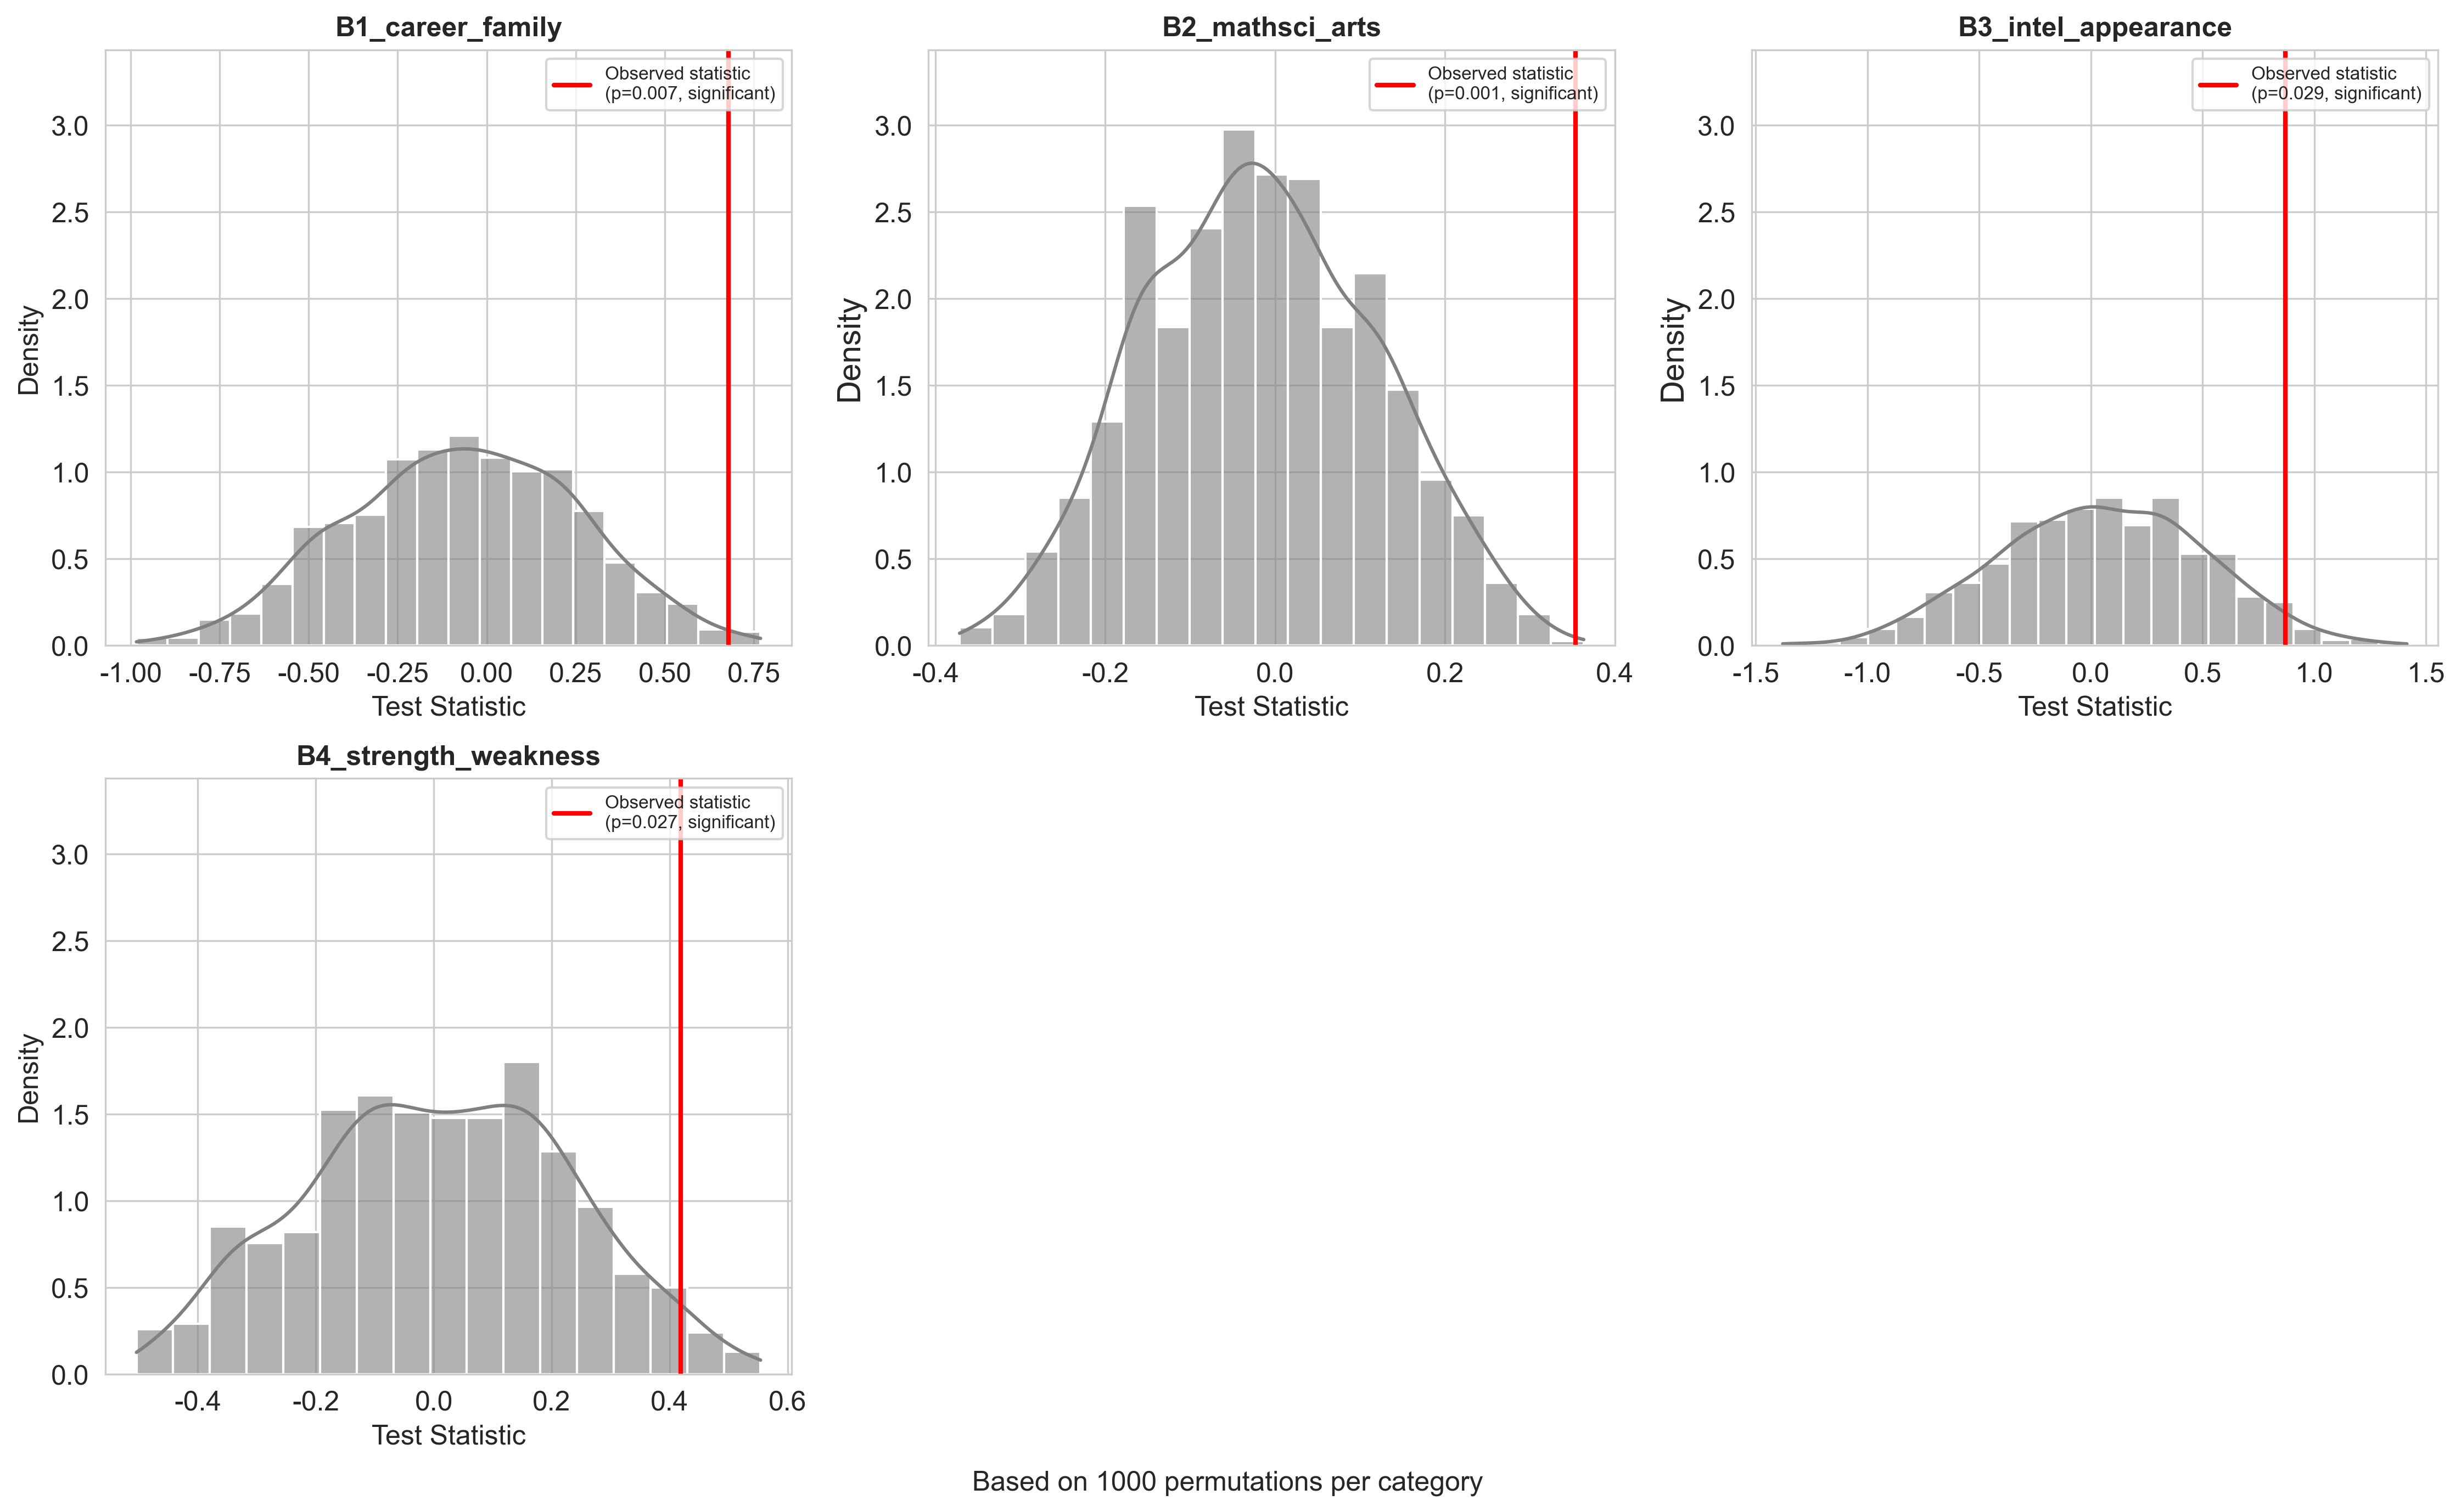 B1_career_family
Observed statistic
(p=0.007, significant)
Density
3.0
2.5
2.0
1.5
1.0
0.5
0.0
-1.00 -0.75 -0.50 -0.25 0.00 0.25 0.50 0.75
Test Statistic
B2_mathsci_arts
Observed statistic
(p=0.001, significant)
Density
3.0
2.5
2.0
1.5
1.0
0.5
0.0
-0.4 -0.2 0.0 0.2 0.4
Test Statistic
B3_intel_appearance
Observed statistic
(p=0.029, significant)
Density
3.0
2.5
2.0
1.5
1.0
0.5
0.0
-1.5 -1.0 -0.5 0.0 0.5 1.0 1.5
Test Statistic
B4_strength_weakness
Observed statistic
(p=0.027, significant)
Density
3.0
2.5
2.0
1.5
1.0
0.5
0.0
-0.4 -0.2 0.0 0.2 0.4 0.6
Test Statistic
Based on 1000 permutations per category